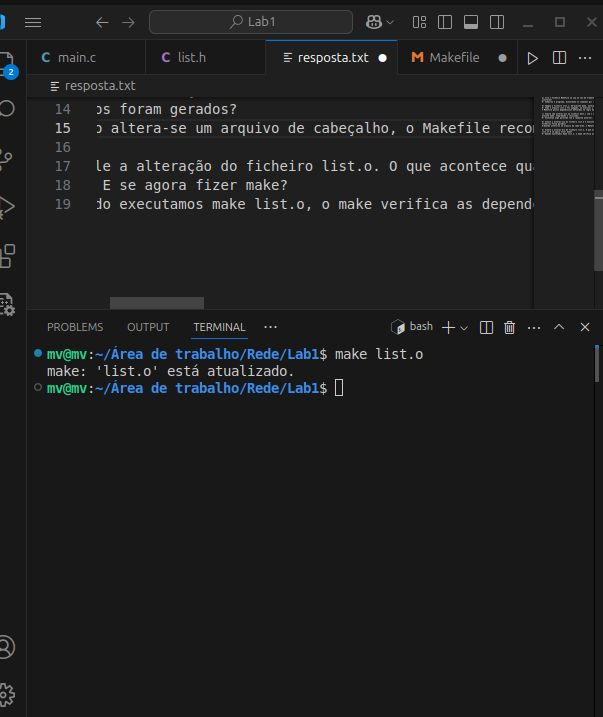 Lab1
2
C main.c
C list.h
resposta.txt
M Makefile
resposta.txt
14 os foram gerados?
15 o altera-se um arquivo de cabeçalho, o Makefile
16
17 le a alteração do ficheiro list.o. O que acontece
18 E se agora fizer make?
19 do executamos make list.o, o make verifica as
PROBLEMS OUTPUT TERMINAL ...
bash
mv@mv:~/Área de trabalho/Rede/Lab1$ make list.o
make: 'list.o' está atualizado.
mv@mv:~/Área de trabalho/Rede/Lab1$